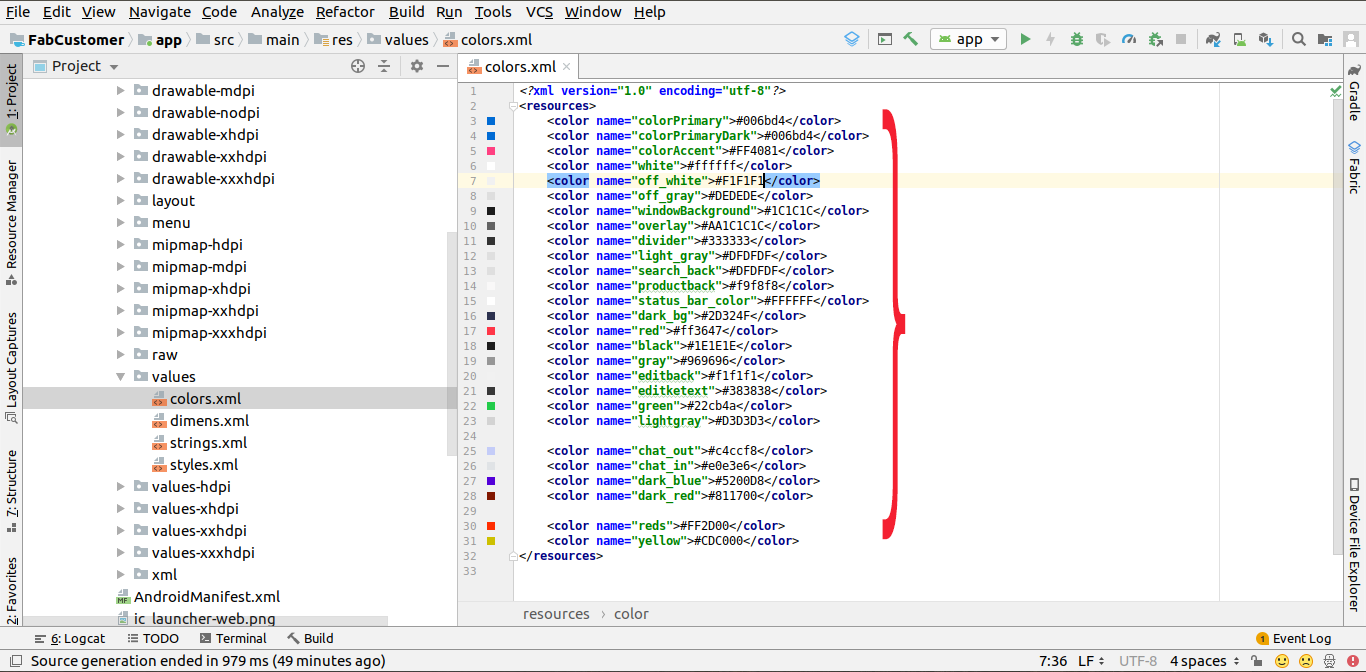 File Edit View Navigate Code Analyze Refactor Build Run Tools VCS Window Help
FabCustomer app src main res values colors.xml app
1: Project
Resource Manager
Layout Captures
7: Structure
2: Favorites
Project
drawable-mdpi
drawable-nodpi
drawable-xhdpi
drawable-xxhdpi
drawable-xxxhdpi
layout
menu
mipmap-hdpi
mipmap-mdpi
mipmap-xhdpi
mipmap-xxhdpi
mipmap-xxxhdpi
raw
values
colors.xml
dimens.xml
strings.xml
styles.xml
values-hdpi
values-xhdpi
values-xxhdpi
values-xxxhdpi
xml
AndroidManifest.xml
ic_launcher-web.png
colors.xml
1 <?xml version="1.0" encoding="utf-8"?>
2 <resources>
3 <color name="colorPrimary">#006bd4</color>
4 <color name="colorPrimaryDark">#006bd4</color>
5 <color name="colorAccent">#FF4081</color>
6 <color name="white">#ffffff</color>
7 <color name="off_white">#F1F1F1</color>
8 <color name="off_gray">#DEDEDE</color>
9 <color name="windowBackground">#1C1C1C</color>
10 <color name="overlay">#AA1C1C1C</color>
11 <color name="divider">#333333</color>
12 <color name="light_gray">#DFDFDF</color>
13 <color name="search_back">#DFDFDF</color>
14 <color name="productback">#f9f8f8</color>
15 <color name="status_bar_color">#FFFFFF</color>
16 <color name="dark_bg">#2D324F</color>
17 <color name="red">#ff3647</color>
18 <color name="black">#1E1E1E</color>
19 <color name="gray">#969696</color>
20 <color name="editback">#f1f1f1</color>
21 <color name="editketext">#383838</color>
22 <color name="green">#22cb4a</color>
23 <color name="lightgray">#D3D3D3</color>
24
25 <color name="chat_out">#c4ccf8</color>
26 <color name="chat_in">#e0e3e6</color>
27 <color name="dark_blue">#5200D8</color>
28 <color name="dark_red">#811700</color>
29
30 <color name="reds">#FF2D00</color>
31 <color name="yellow">#CDC000</color>
32 </resources>
33
resources › color
Gradle
Fabric
Device File Explorer
6: Logcat TODO Terminal Build 1 Event Log
Source generation ended in 979 ms (49 minutes ago) 7:36 LF UTF-8 4 spaces